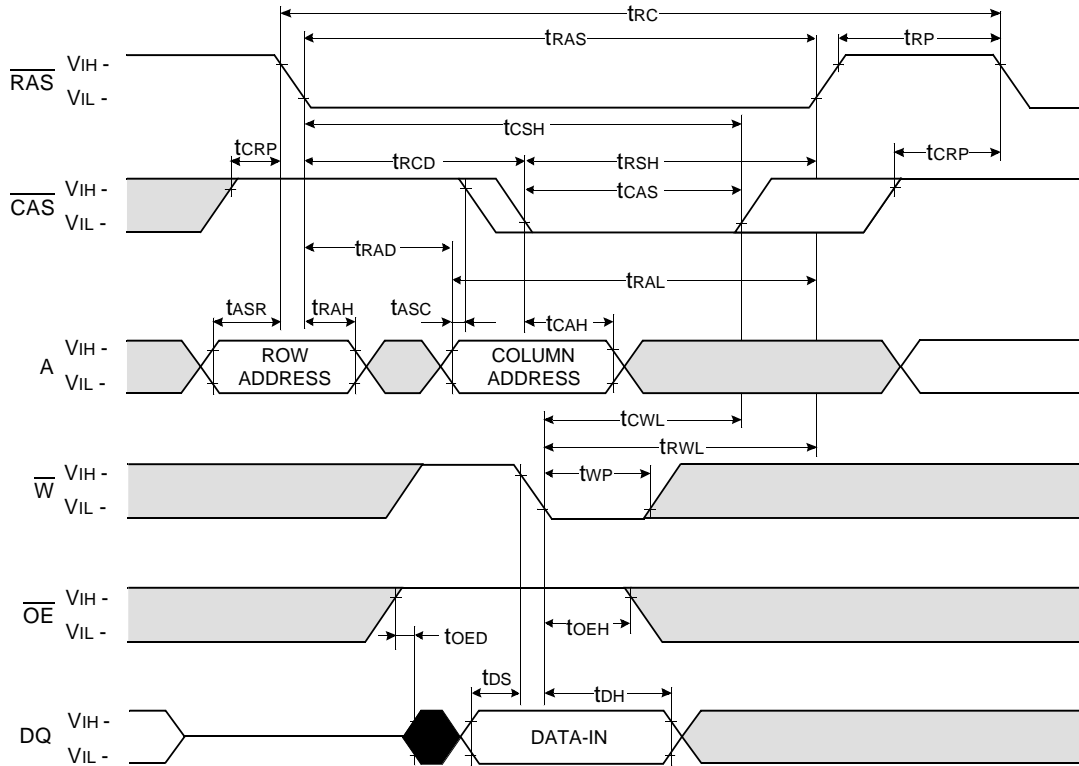 tRC
tRAS
tRP
RAS
VIH -
VIL -
tCSH
tCRP
tRCD
tRSH
tCRP
CAS
VIH -
VIL -
tCAS
tRAD
tRAL
tASR
tRAH
tASC
tCAH
A
VIH -
VIL -
ROW
ADDRESS
COLUMN
ADDRESS
tCWL
tRWL
W
VIH -
VIL -
tWP
OE
VIH -
VIL -
tOED
tOEH
tDS
tDH
DQ
VIH -
VIL -
DATA-IN